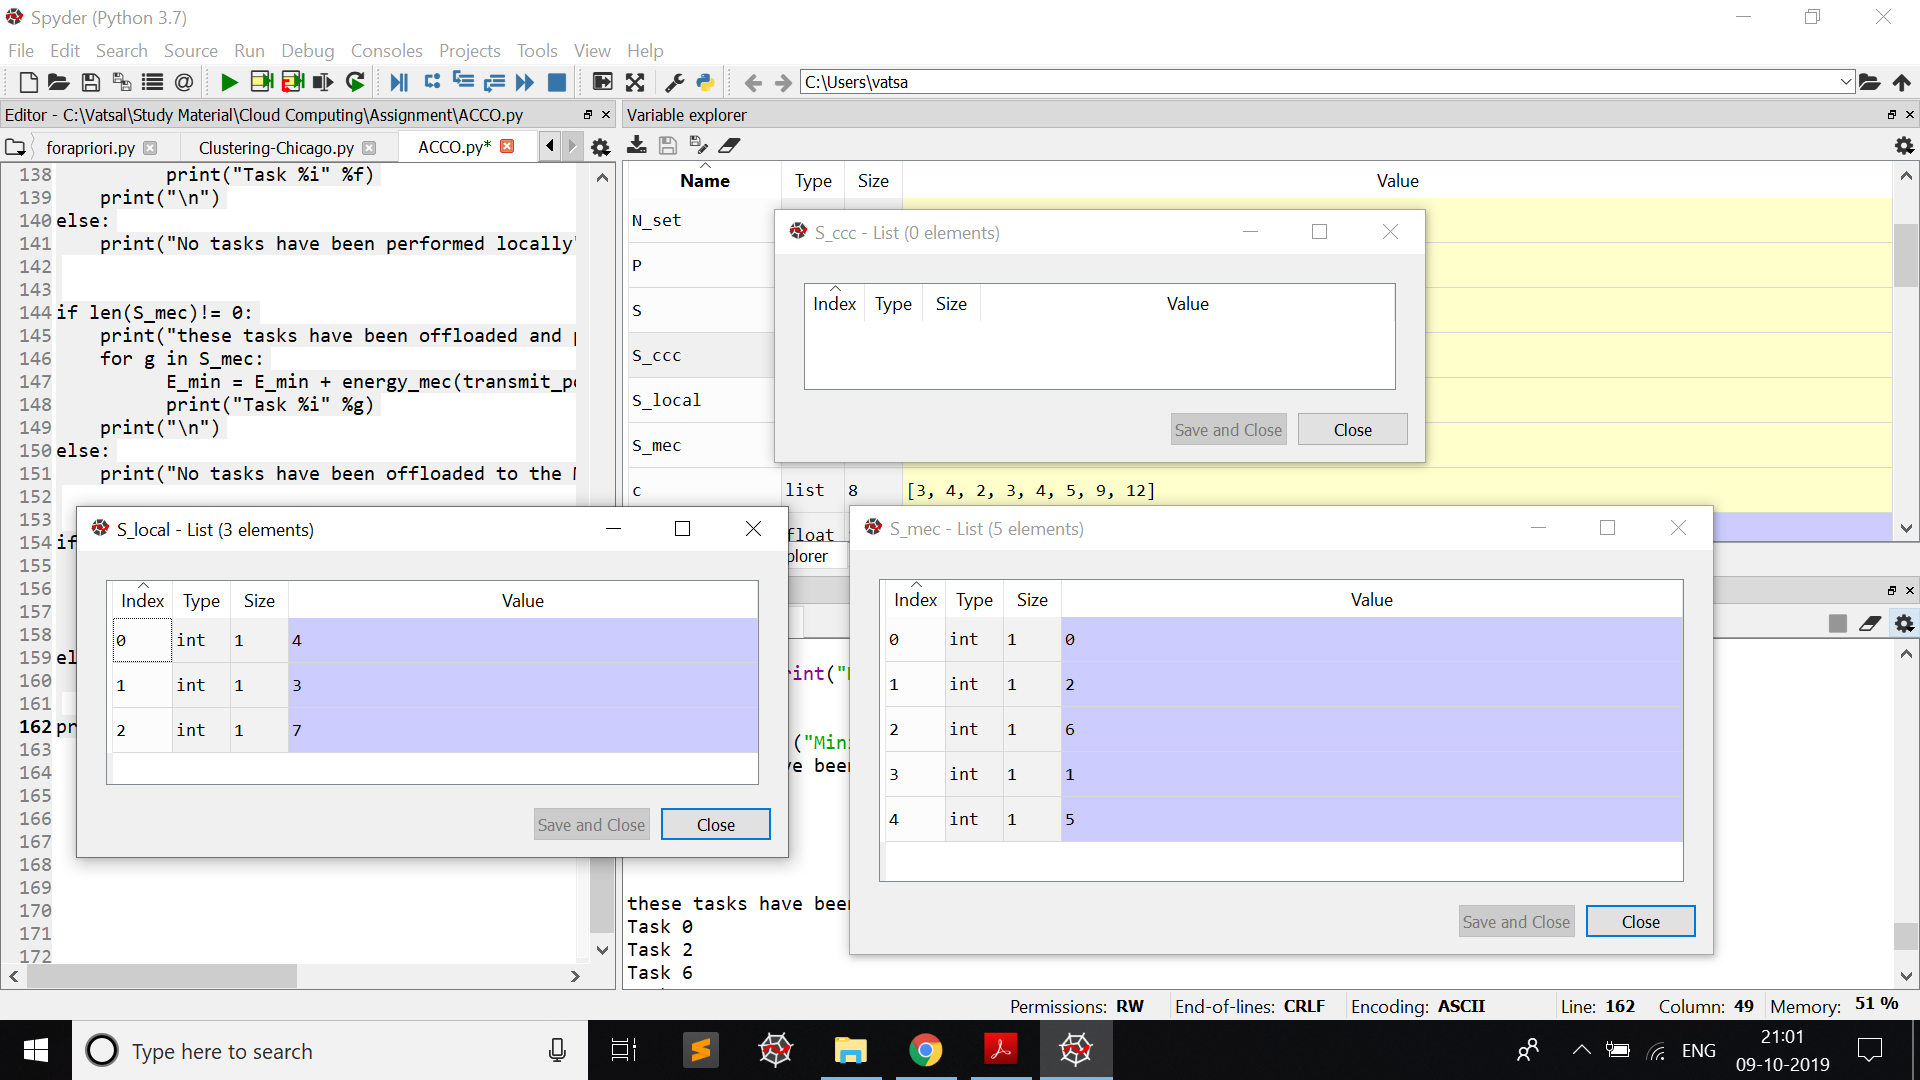 Spyder (Python 3.7)
File Edit Search Source Run Debug Consoles Projects Tools View Help
C:\Users\vatsa
Editor - C:\Vatsal\Study Material\Cloud Computing\Assignment\ACCO.py
forapriori.py Clustering-Chicago.py ACCO.py*
138 print("Task %i" %f)
139 print("\n")
140 else:
141 print("No tasks have been performed locally"
142
143
144 if len(S_mec)!= 0:
145 print("these tasks have been offloaded and
146 for g in S_mec:
147 E_min = E_min + energy_mec(
148 print("Task %i" %g)
149 print("\n")
150 else:
151 print("No tasks have been offloaded to the
152
153
154 if
155
156
157
158
159 el
160
161
162 pr
163
164
165
166
167
168
169
170
171
172
Variable explorer
Name Type Size Value
N_set
P
S
S_ccc
S_local
S_mec
c list 8 [3, 4, 2, 3, 4, 5, 9, 12]
float
plorer
S_ccc - List (0 elements)
Index Type Size Value
Save and Close Close
S_local - List (3 elements)
Index Type Size Value
0 int 1 4
1 int 1 3
2 int 1 7
Save and Close Close
S_mec - List (5 elements)
Index Type Size Value
0 int 1 0
1 int 1 2
2 int 1 6
3 int 1 1
4 int 1 5
Save and Close Close
rint("
("Min
these tasks have been
Task 0
Task 2
Task 6
Permissions: RW End-of-lines: CRLF Encoding: ASCII Line: 162 Column: 49 Memory: 51 %
Type here to search
ENG
21:01
09-10-2019